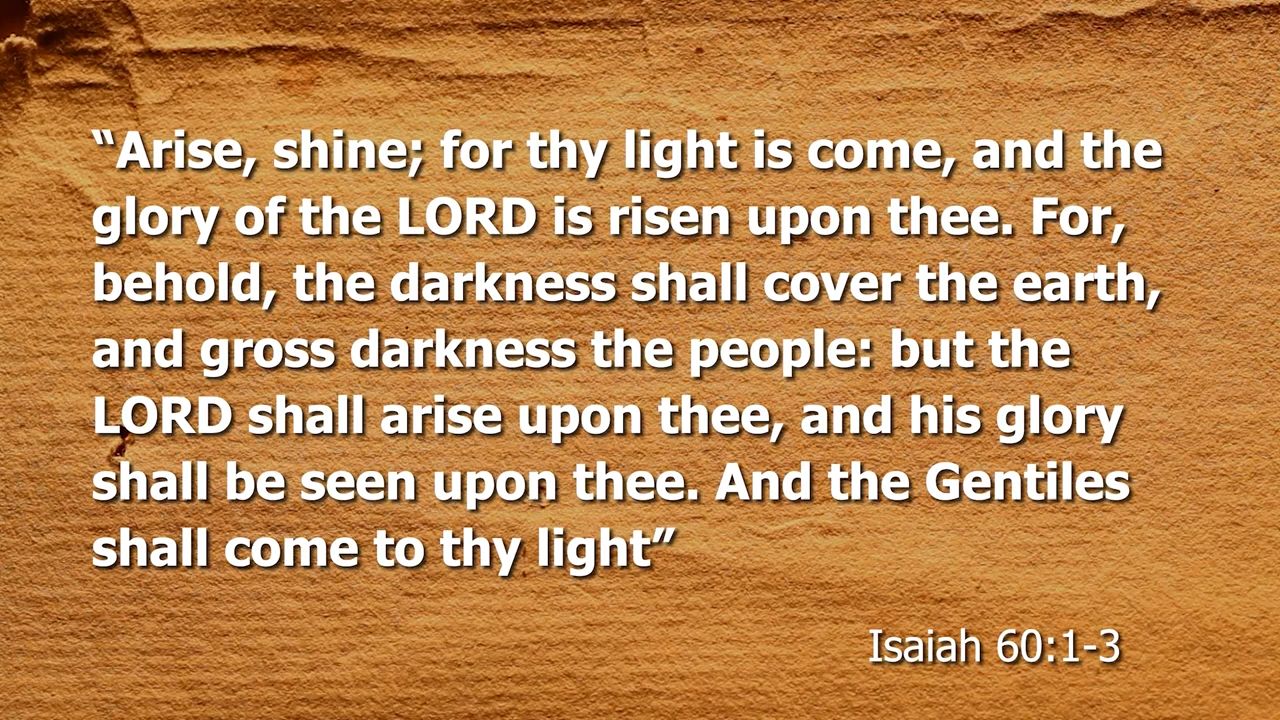 “Arise, shine; for thy light is come, and the
glory of the LORD is risen upon thee. For,
behold, the darkness shall cover the earth,
and gross darkness the people: but the
LORD shall arise upon thee, and his glory
shall be seen upon thee. And the Gentiles
shall come to thy light”
Isaiah 60:1-3